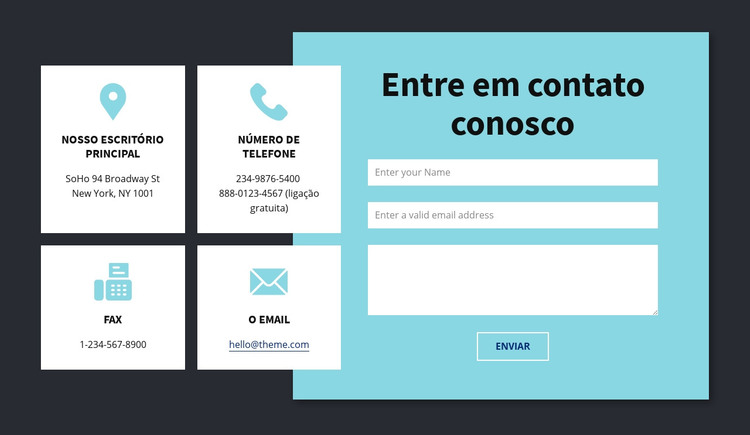 NOSSO ESCRITÓRIO
PRINCIPAL
SoHo 94 Broadway St
New York, NY 1001
NÚMERO DE
TELEFONE
234-9876-5400
888-0123-4567 (ligação
gratuita)
FAX
1-234-567-8900
O EMAIL
hello@theme.com
Entre em contato
conosco
Enter your Name
Enter a valid email address
ENVIAR